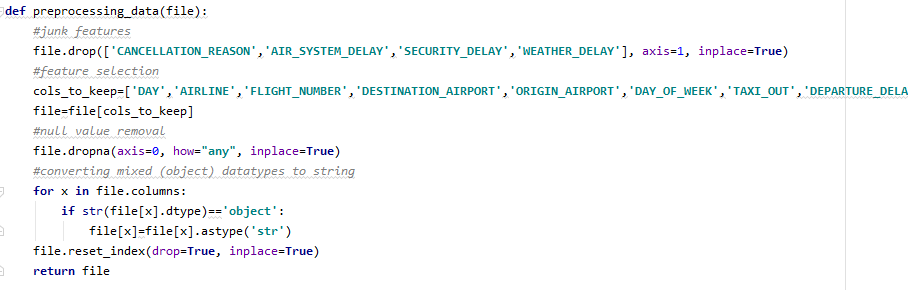 def preprocessing_data(file):
    #junk features
    file.drop(['CANCELLATION_REASON','AIR_SYSTEM_DELAY','SECURITY_DELAY','WEATHER_DELAY'], axis=1, inplace=True)
    #feature selection
    cols_to_keep=['DAY','AIRLINE','FLIGHT_NUMBER','DESTINATION_AIRPORT','ORIGIN_AIRPORT','DAY_OF_WEEK','TAXI_OUT','DEPARTURE_DELA
    file=file[cols_to_keep]
    #null value removal
    file.dropna(axis=0, how="any", inplace=True)
    #converting mixed (object) datatypes to string
    for x in file.columns:
        if str(file[x].dtype)=='object':
            file[x]=file[x].astype('str')
    file.reset_index(drop=True, inplace=True)
    return file